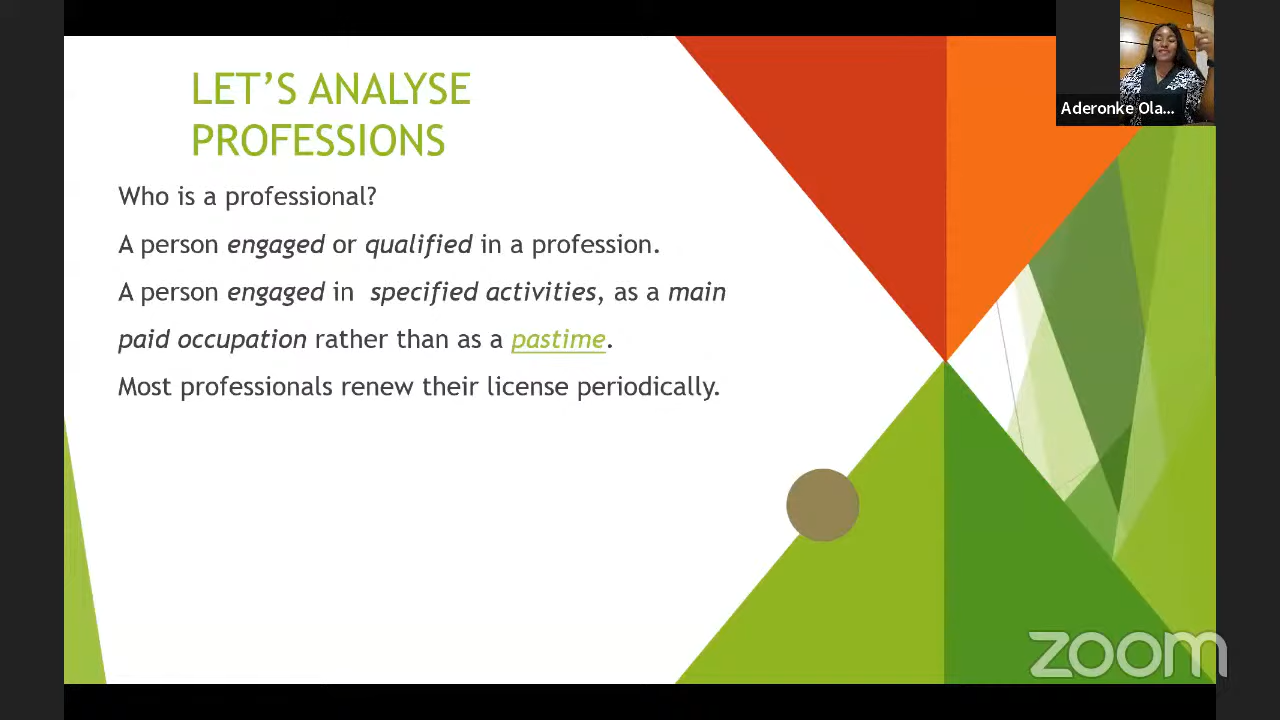 LET’S ANALYSE
PROFESSIONS
Who is a professional?
A person engaged or qualified in a profession.
A person engaged in specified activities, as a main
paid occupation rather than as a pastime.
Most professionals renew their license periodically.
Aderonke Ola...
zoom